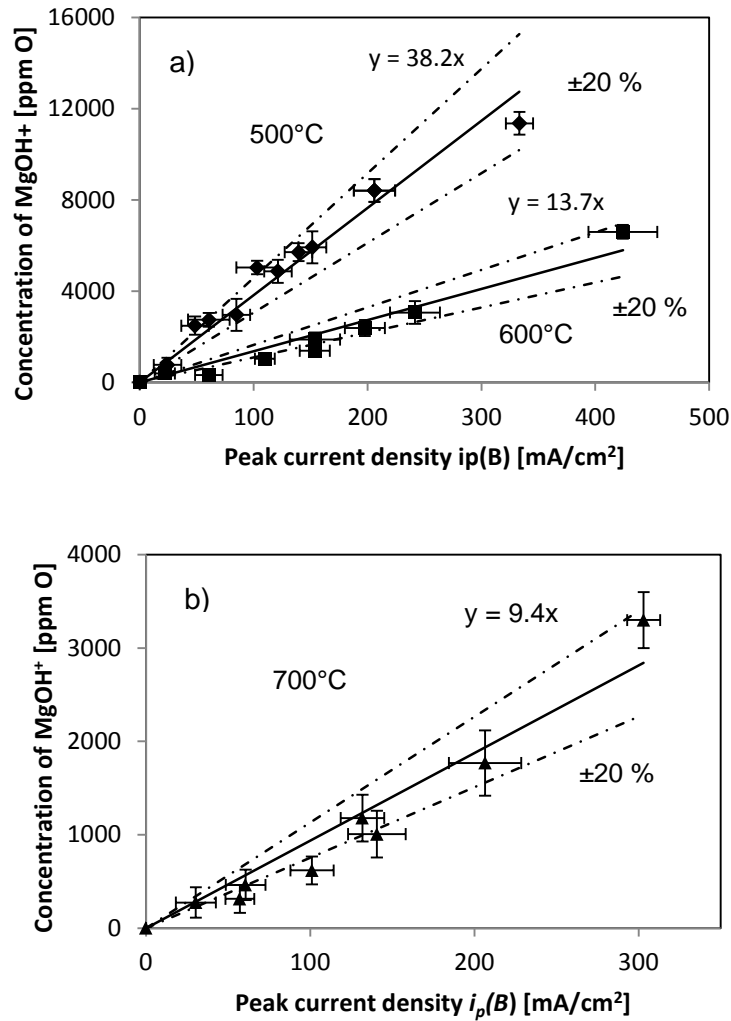 16000
a)
y = 38.2x
±20 %
12000
500°C
y = 13.7x
8000
4000
±20 %
600°C
0
0 100 200 300 400 500
Concentration of MgOH+ [ppm O]
Peak current density ip(B) [mA/cm²]
4000
b)
y = 9.4x
3000
700°C
2000
±20 %
1000
0
0 100 200 300
Concentration of MgOH⁺ [ppm O]
Peak current density iₚ(B) [mA/cm²]